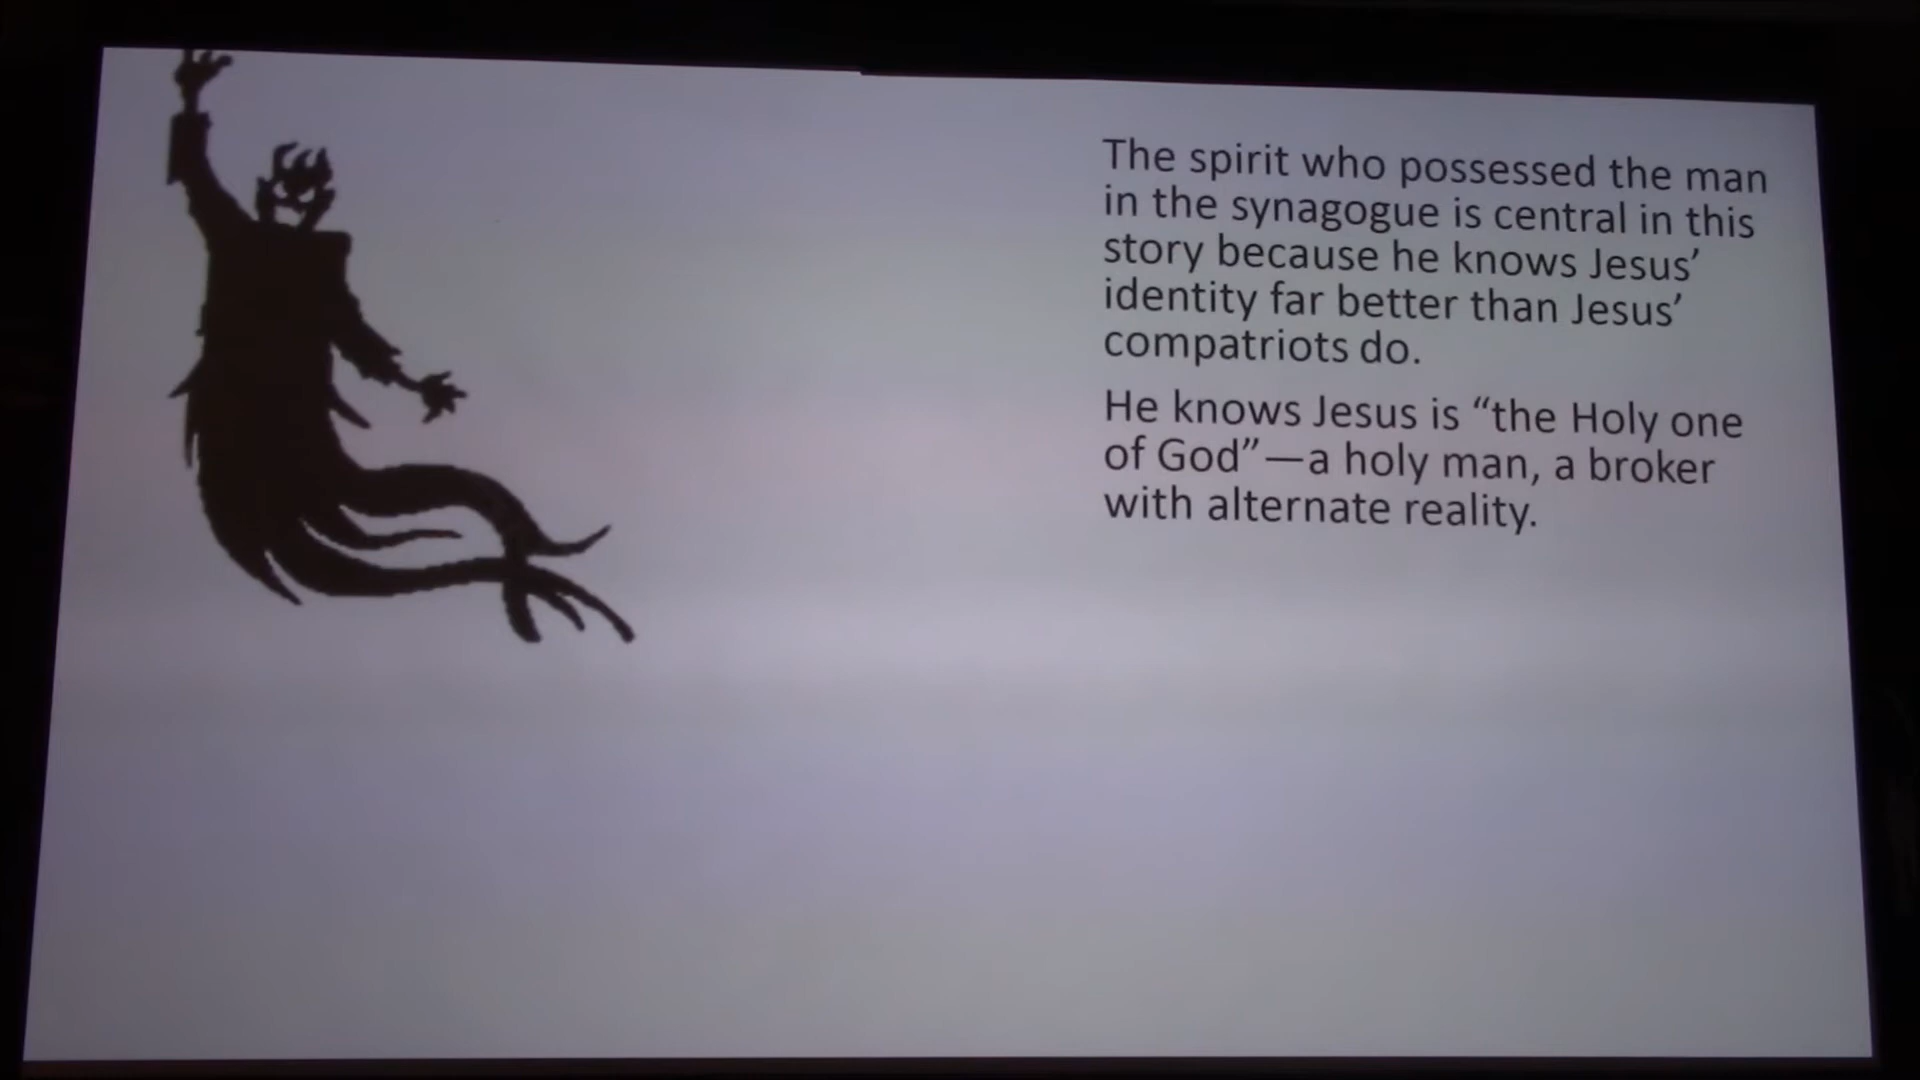 The spirit who possessed the man
in the synagogue is central in this
story because he knows Jesus’
identity far better than Jesus’
compatriots do.
He knows Jesus is “the Holy one
of God”—a holy man, a broker
with alternate reality.